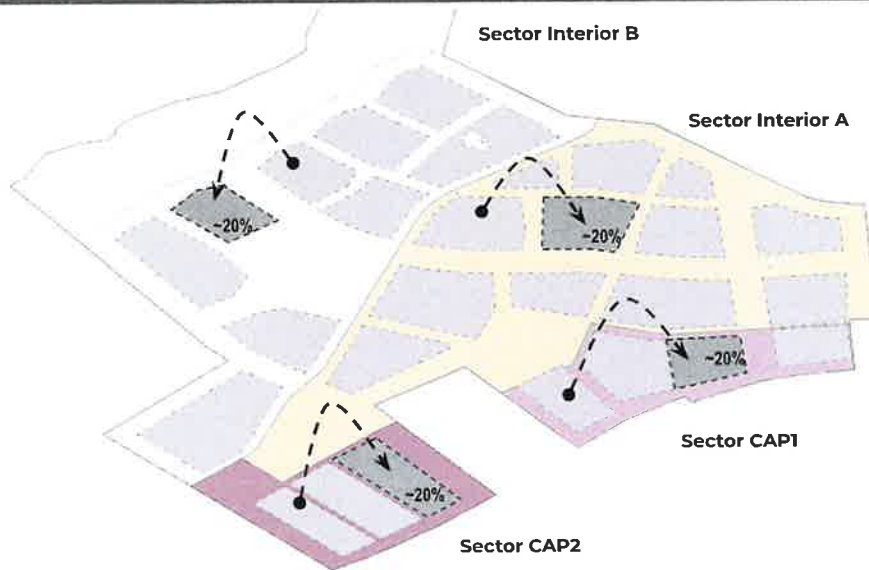 Sector Interior B
Sector Interior A
~20%
~20%
~20%
Sector CAP1
~20%
Sector CAP2